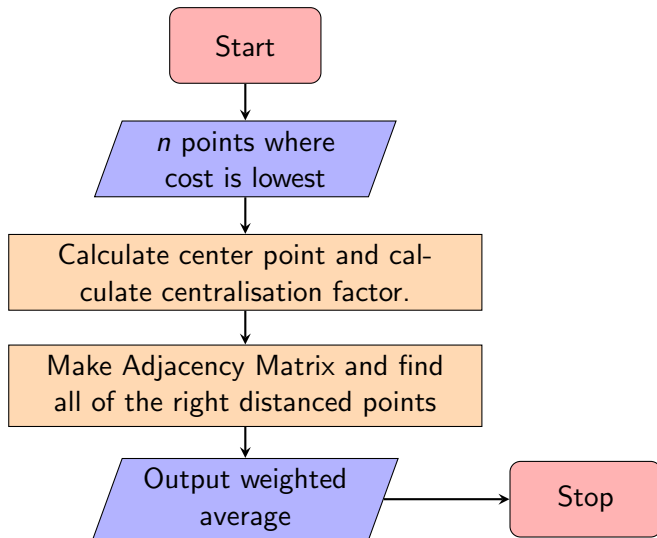 Start
n points where
cost is lowest
Calculate center point and cal-
culate centralisation factor.
Make Adjacency Matrix and find
all of the right distanced points
Output weighted
average
Stop